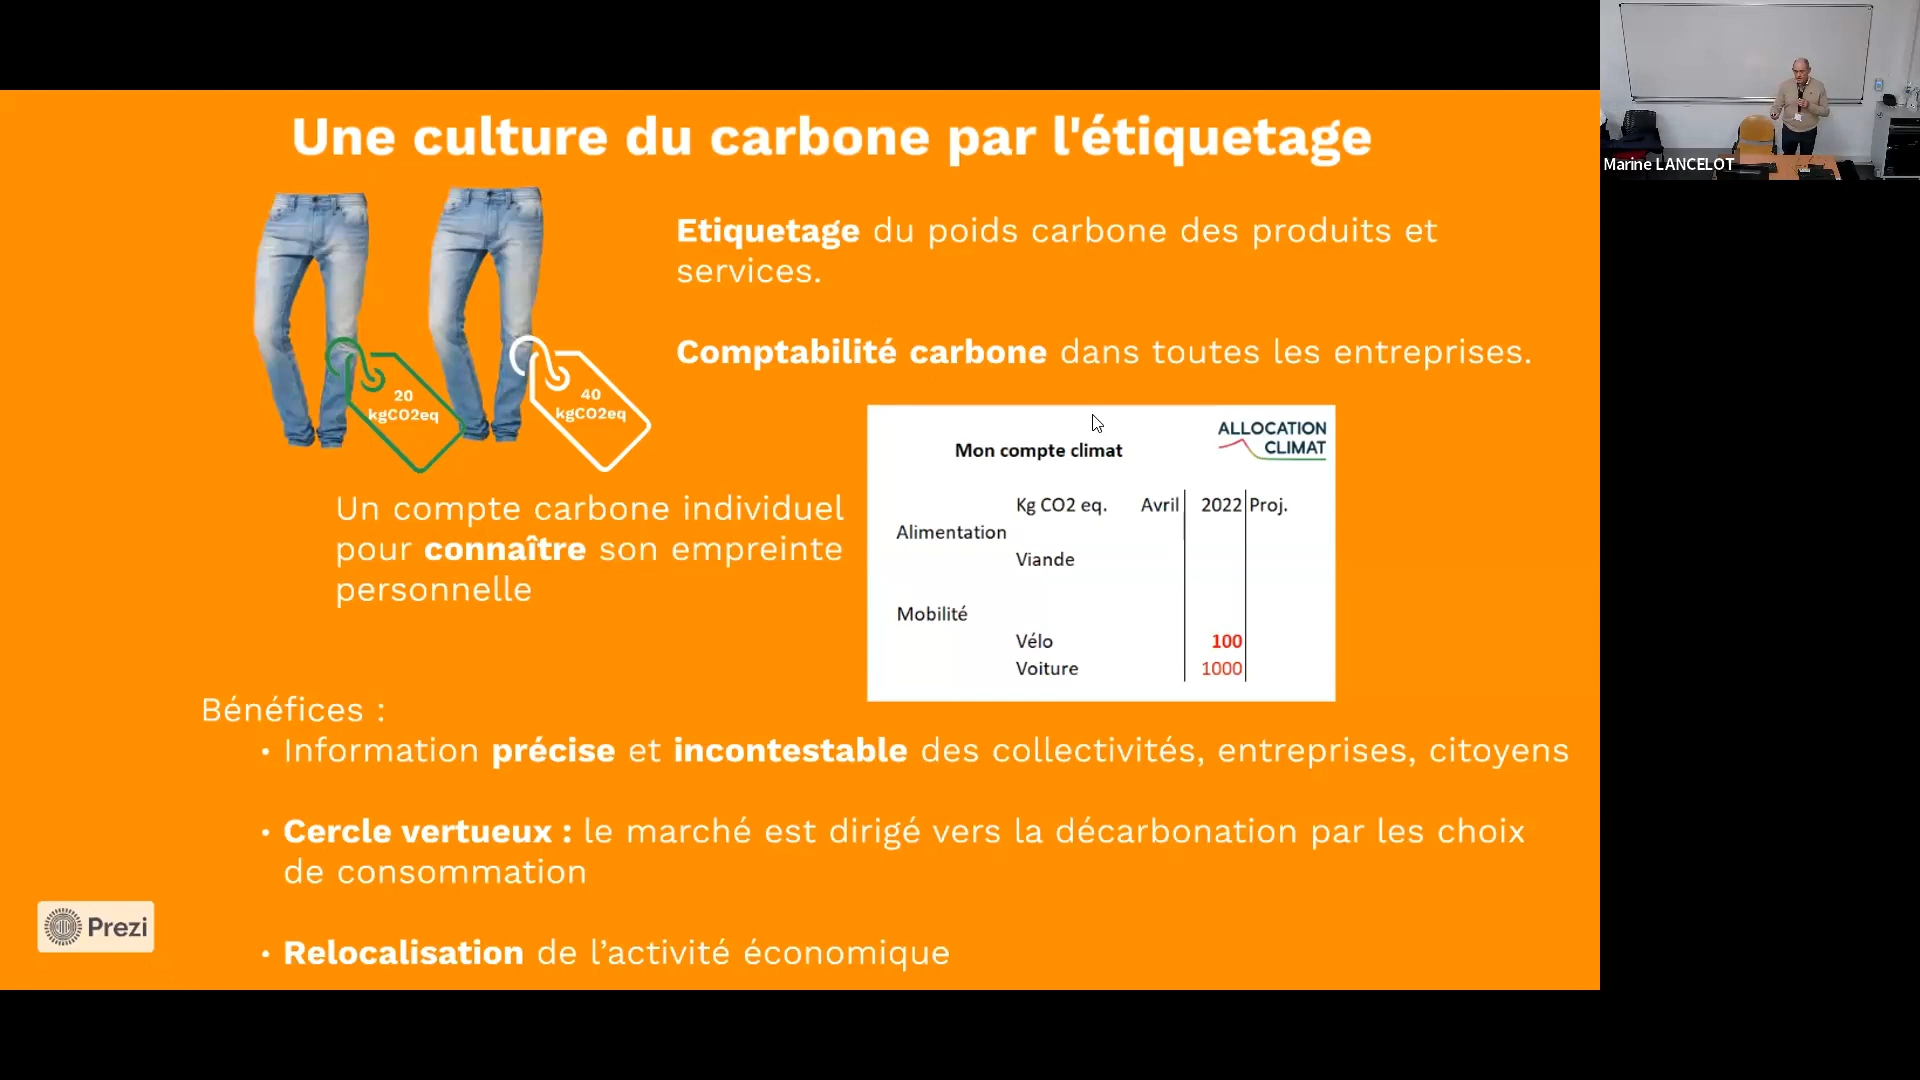 Une culture du carbone par l'étiquetage
Marine LANCELOT
Etiquetage du poids carbone des produits et
services.
Comptabilité carbone dans toutes les entreprises.
20
kgCO2eq
40
kgCO2eq
Un compte carbone individuel
pour connaître son empreinte
personnelle
ALLOCATION
CLIMAT
Mon compte climat
Kg CO2 eq. Avril 2022 Proj.
Alimentation
Viande
Mobilité
Vélo 100
Voiture 1000
Bénéfices :
• Information précise et incontestable des collectivités, entreprises, citoyens
• Cercle vertueux : le marché est dirigé vers la décarbonation par les choix
de consommation
• Relocalisation de l’activité économique
Prezi